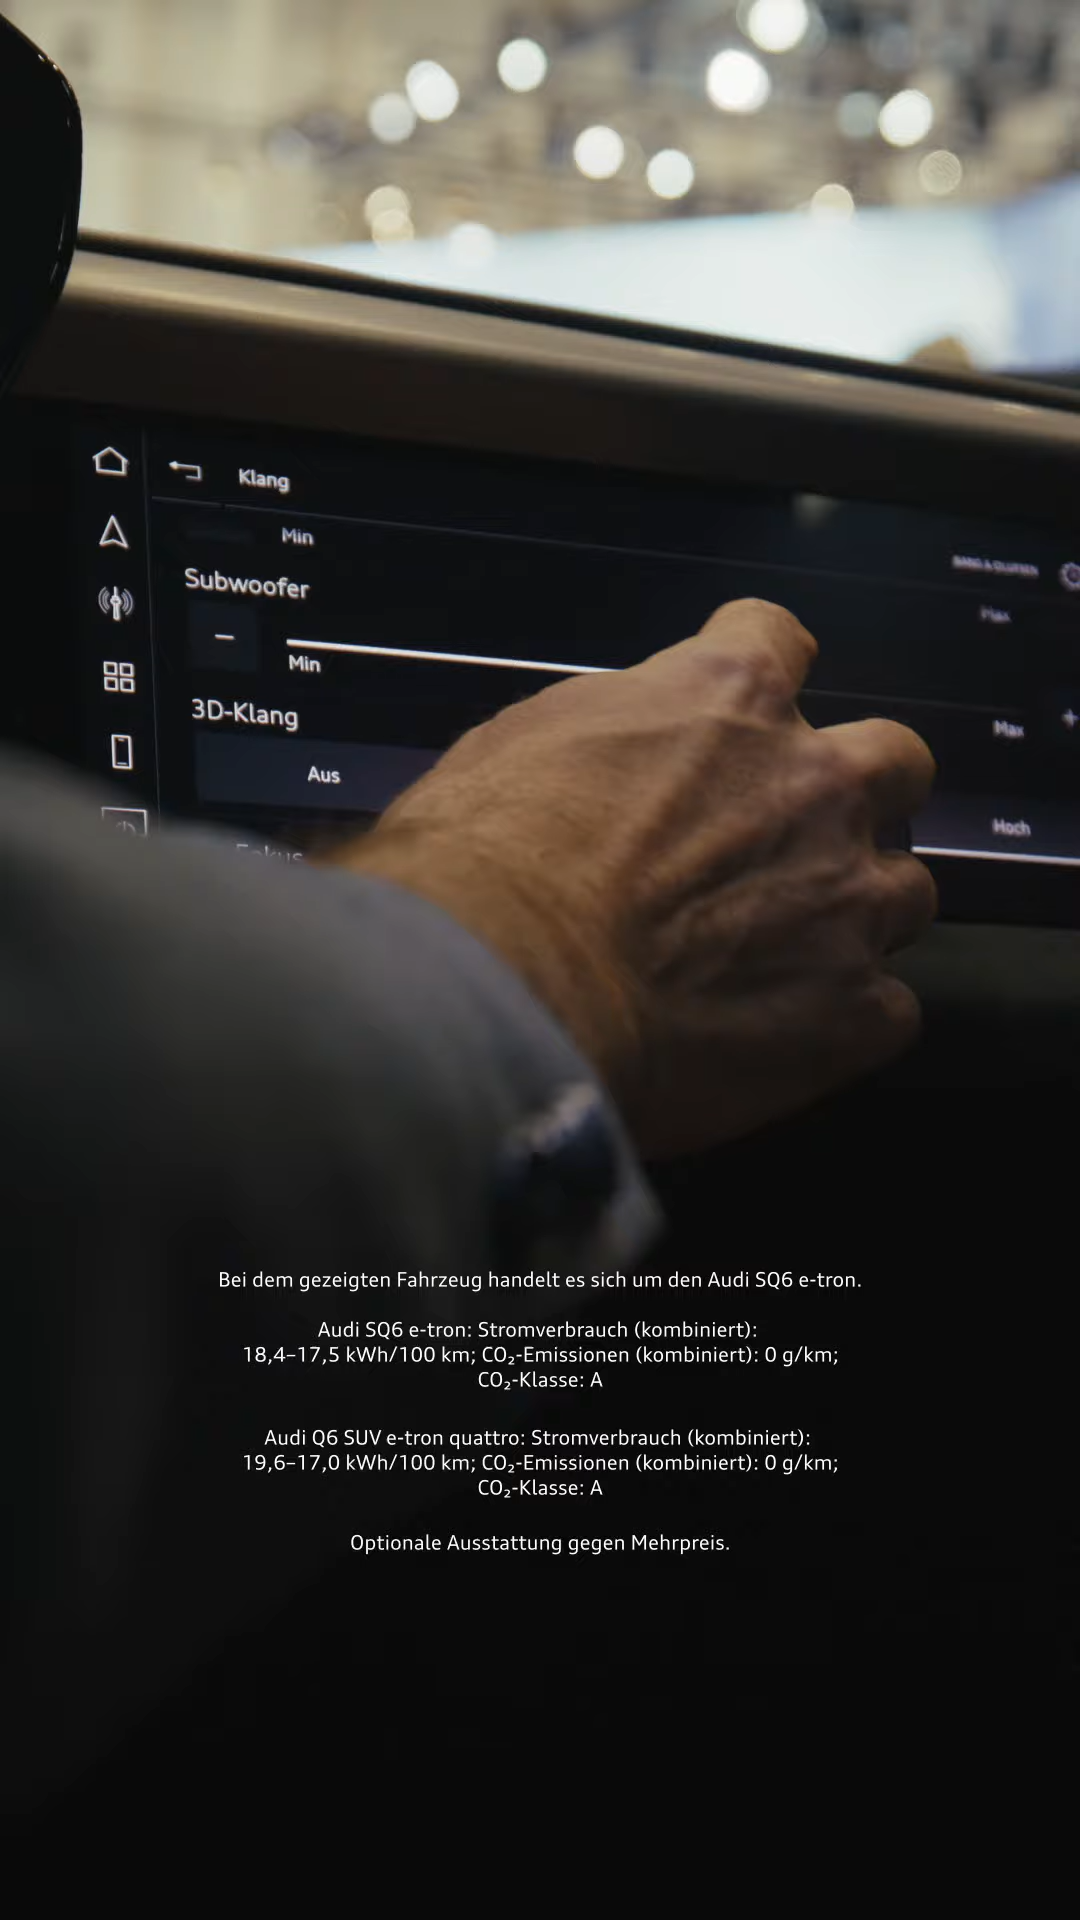 Klang
Min
BANG & OLUFSEN
Max
Subwoofer
Min
Max
3D-Klang
Aus
Hoch
Fokus
Bei dem gezeigten Fahrzeug handelt es sich um den Audi SQ6 e-tron.
Audi SQ6 e-tron: Stromverbrauch (kombiniert):
18,4–17,5 kWh/100 km; CO₂-Emissionen (kombiniert): 0 g/km;
CO₂-Klasse: A
Audi Q6 SUV e-tron quattro: Stromverbrauch (kombiniert):
19,6–17,0 kWh/100 km; CO₂-Emissionen (kombiniert): 0 g/km;
CO₂-Klasse: A
Optionale Ausstattung gegen Mehrpreis.